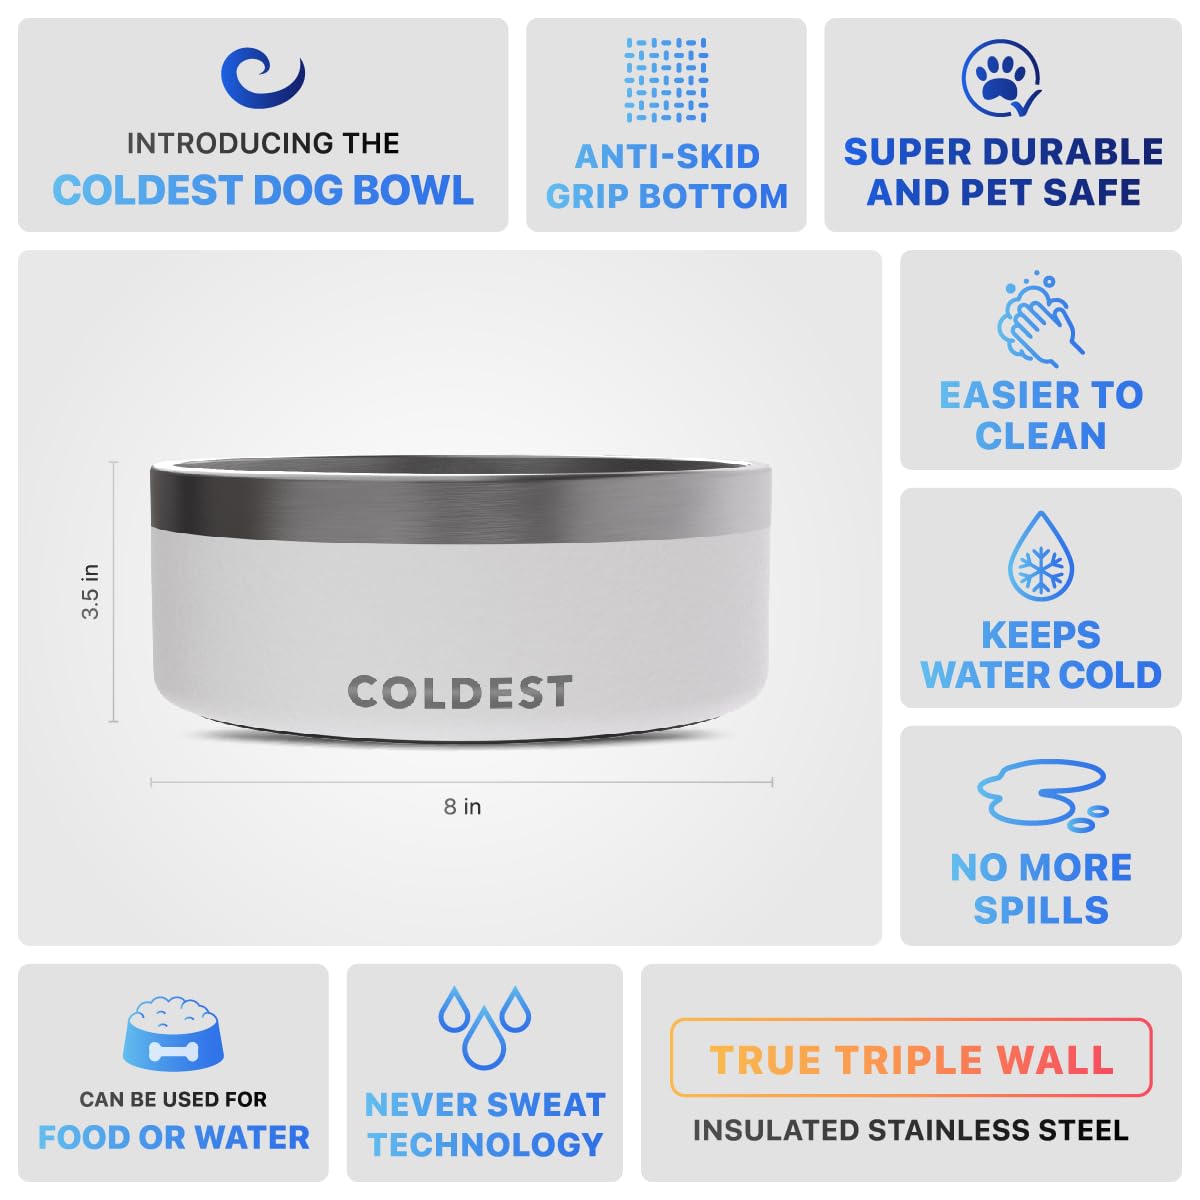 INTRODUCING THE
COLDEST DOG BOWL
ANTI-SKID
GRIP BOTTOM
SUPER DURABLE
AND PET SAFE
EASIER TO
CLEAN
3.5 in
COLDEST
8 in
KEEPS
WATER COLD
NO MORE
SPILLS
CAN BE USED FOR
FOOD OR WATER
NEVER SWEAT
TECHNOLOGY
TRUE TRIPLE WALL
INSULATED STAINLESS STEEL